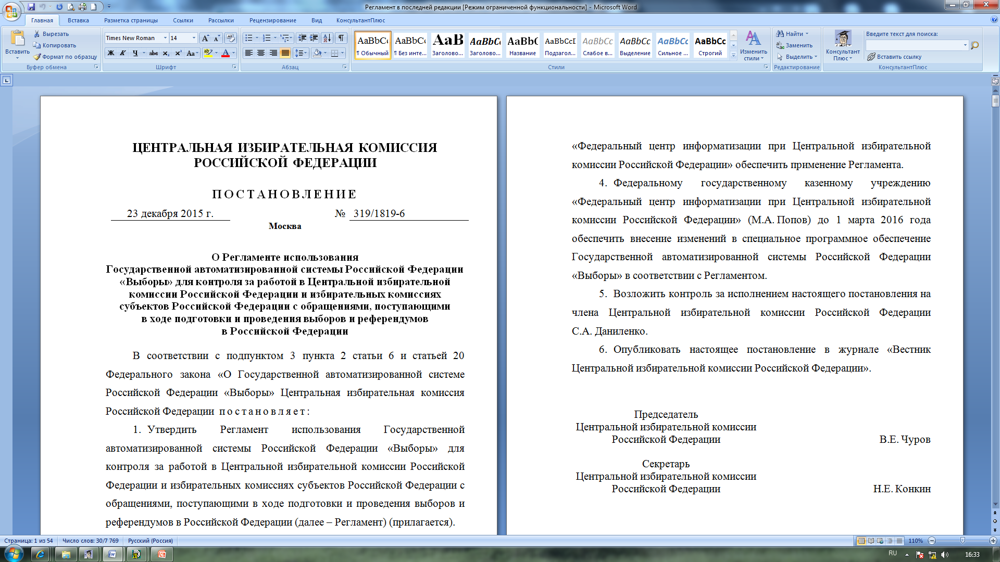 Регламент в последней редакции [Режим ограниченной функциональности] - Microsoft Word
Главная Вставка Разметка страницы Ссылки Рассылки Рецензирование Вид КонсультантПлюс
Вставить
Вырезать
Копировать
Формат по образцу
Буфер обмена
Times New Roman 14
Ж К Ч abc x₂ x² Aa
Шрифт
Абзац
AaBbCc AaBbCc AaB AaBbCc AaBbC AaBbCcI AaBbCc AaBbCc AaBbCc AaBbCc
¶ Обычный ¶ Без инте... Заголово... Заголово... Название Подзагол... Слабое в... Выделение Сильное ... Строгий
Изменить стили
Стили
Найти
Заменить
Выделить
Редактирование
Консультант Плюс
Введите текст для поиска:
Вставить ссылку
КонсультантПлюс
ЦЕНТРАЛЬНАЯ ИЗБИРАТЕЛЬНАЯ КОМИССИЯ
РОССИЙСКОЙ ФЕДЕРАЦИИ
П О С Т А Н О В Л Е Н И Е
23 декабря 2015 г. № 319/1819-6
Москва
О Регламенте использования
Государственной автоматизированной системы Российской Федерации
«Выборы» для контроля за работой в Центральной избирательной
комиссии Российской Федерации и избирательных комиссиях
субъектов Российской Федерации с обращениями, поступающими
в ходе подготовки и проведения выборов и референдумов
в Российской Федерации
В соответствии с подпунктом 3 пункта 2 статьи 6 и статьей 20
Федерального закона «О Государственной автоматизированной системе
Российской Федерации «Выборы» Центральная избирательная комиссия
Российской Федерации п о с т а н о в л я е т :
1. Утвердить Регламент использования Государственной
автоматизированной системы Российской Федерации «Выборы» для
контроля за работой в Центральной избирательной комиссии Российской
Федерации и избирательных комиссиях субъектов Российской Федерации с
обращениями, поступающими в ходе подготовки и проведения выборов и
референдумов в Российской Федерации (далее – Регламент) (прилагается).
«Федеральный центр информатизации при Центральной избирательной
комиссии Российской Федерации» обеспечить применение Регламента.
4. Федеральному государственному казенному учреждению
«Федеральный центр информатизации при Центральной избирательной
комиссии Российской Федерации» (М.А. Попов) до 1 марта 2016 года
обеспечить внесение изменений в специальное программное обеспечение
Государственной автоматизированной системы Российской Федерации
«Выборы» в соответствии с Регламентом.
5. Возложить контроль за исполнением настоящего постановления на
члена Центральной избирательной комиссии Российской Федерации
С.А. Даниленко.
6. Опубликовать настоящее постановление в журнале «Вестник
Центральной избирательной комиссии Российской Федерации».
Председатель
Центральной избирательной комиссии
Российской Федерации В.Е. Чуров
Секретарь
Центральной избирательной комиссии
Российской Федерации Н.Е. Конкин
Страница: 1 из 54 Число слов: 30/7 769 Русский (Россия) 110%
RU 16:33